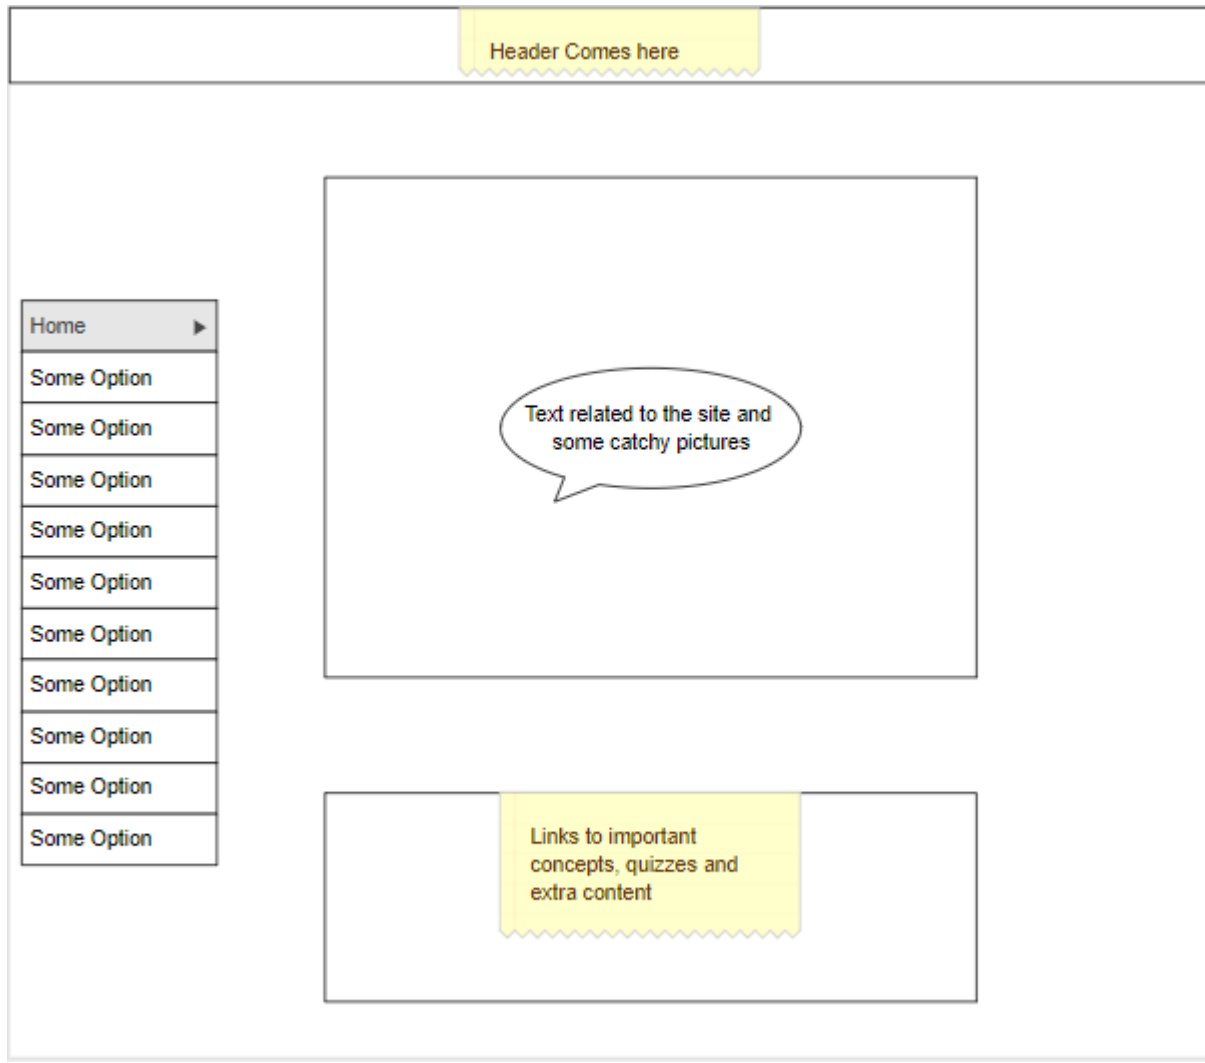 Header Comes here
Home
Some Option
Some Option
Some Option
Some Option
Some Option
Some Option
Some Option
Some Option
Some Option
Some Option
Text related to the site and
some catchy pictures
Links to important
concepts, quizzes and
extra content